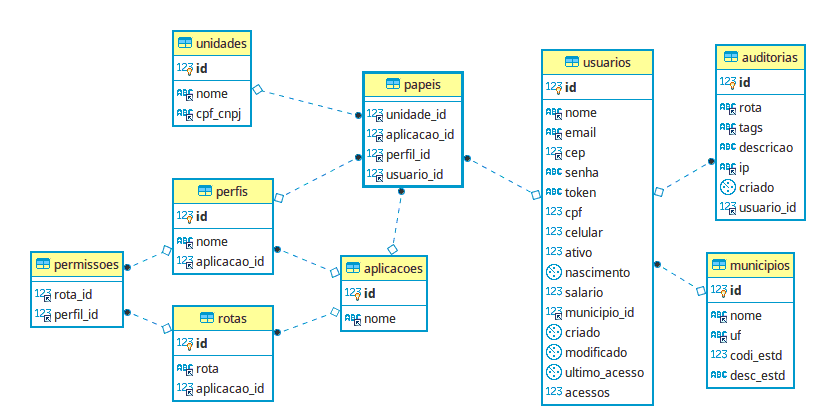 unidades
123 id
ABC nome
ABC cpf_cnpj
papeis
123 unidade_id
123 aplicacao_id
123 perfil_id
123 usuario_id
usuarios
123 id
ABC nome
ABC email
123 cep
ABC senha
ABC token
123 cpf
123 celular
123 ativo
nascimento
123 salario
123 municipio_id
criado
modificado
ultimo_acesso
123 acessos
auditorias
123 id
ABC rota
ABC tags
ABC descricao
ABC ip
criado
123 usuario_id
perfis
123 id
ABC nome
123 aplicacao_id
permissoes
123 rota_id
123 perfil_id
aplicacoes
123 id
ABC nome
rotas
123 id
ABC rota
123 aplicacao_id
municipios
123 id
ABC nome
ABC uf
123 codi_estd
ABC desc_estd